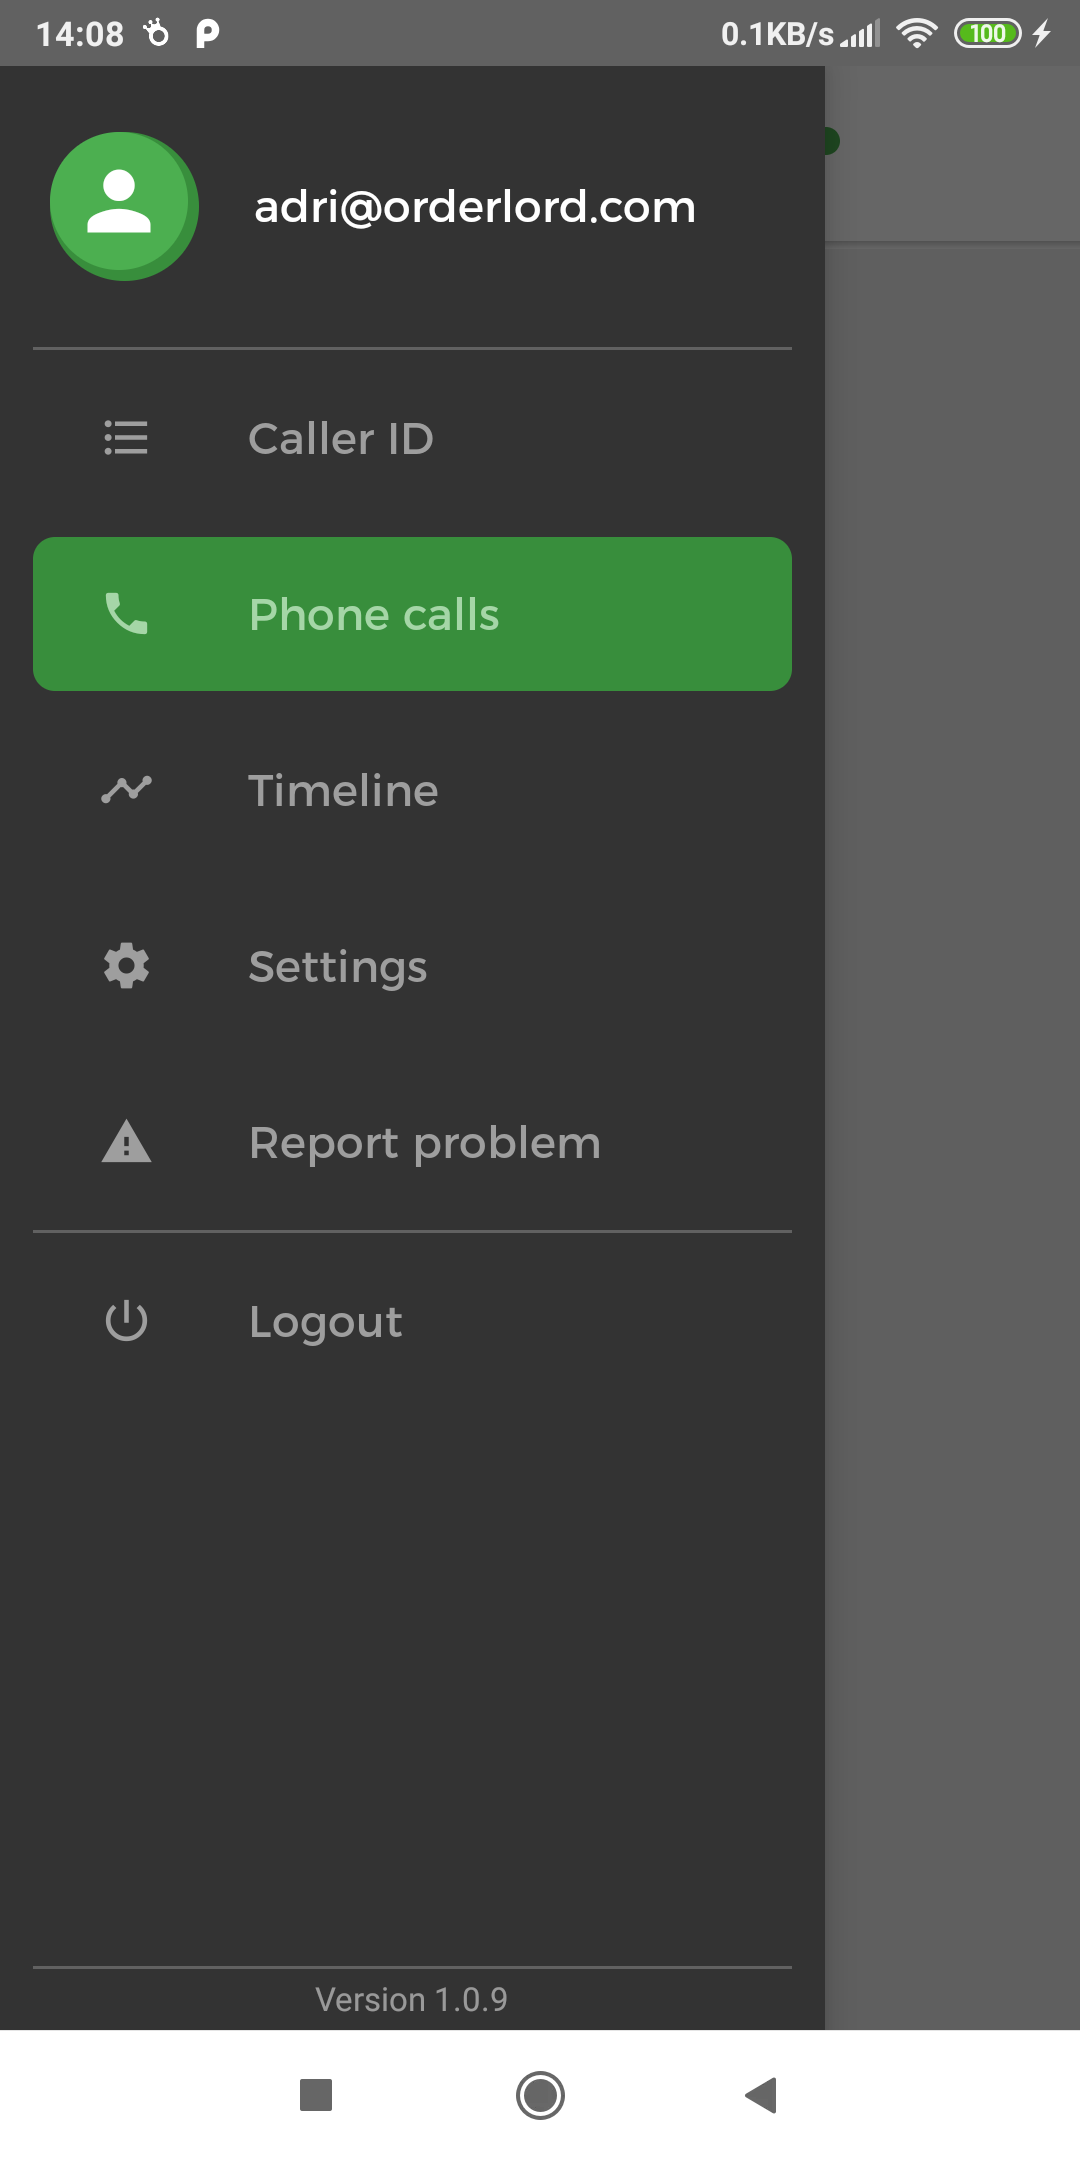 14:08 0.1KB/s 100
adri@orderlord.com
Caller ID
Phone calls
Timeline
Settings
Report problem
Logout
Version 1.0.9